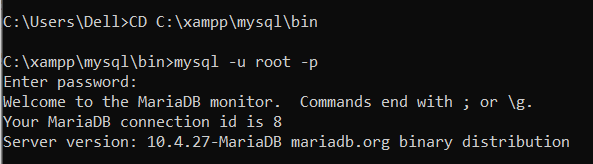 C:\Users\Dell>CD C:\xampp\mysql\bin
C:\xampp\mysql\bin>mysql -u root -p
Enter password:
Welcome to the MariaDB monitor.  Commands end with ; or \g.
Your MariaDB connection id is 8
Server version: 10.4.27-MariaDB mariadb.org binary distribution